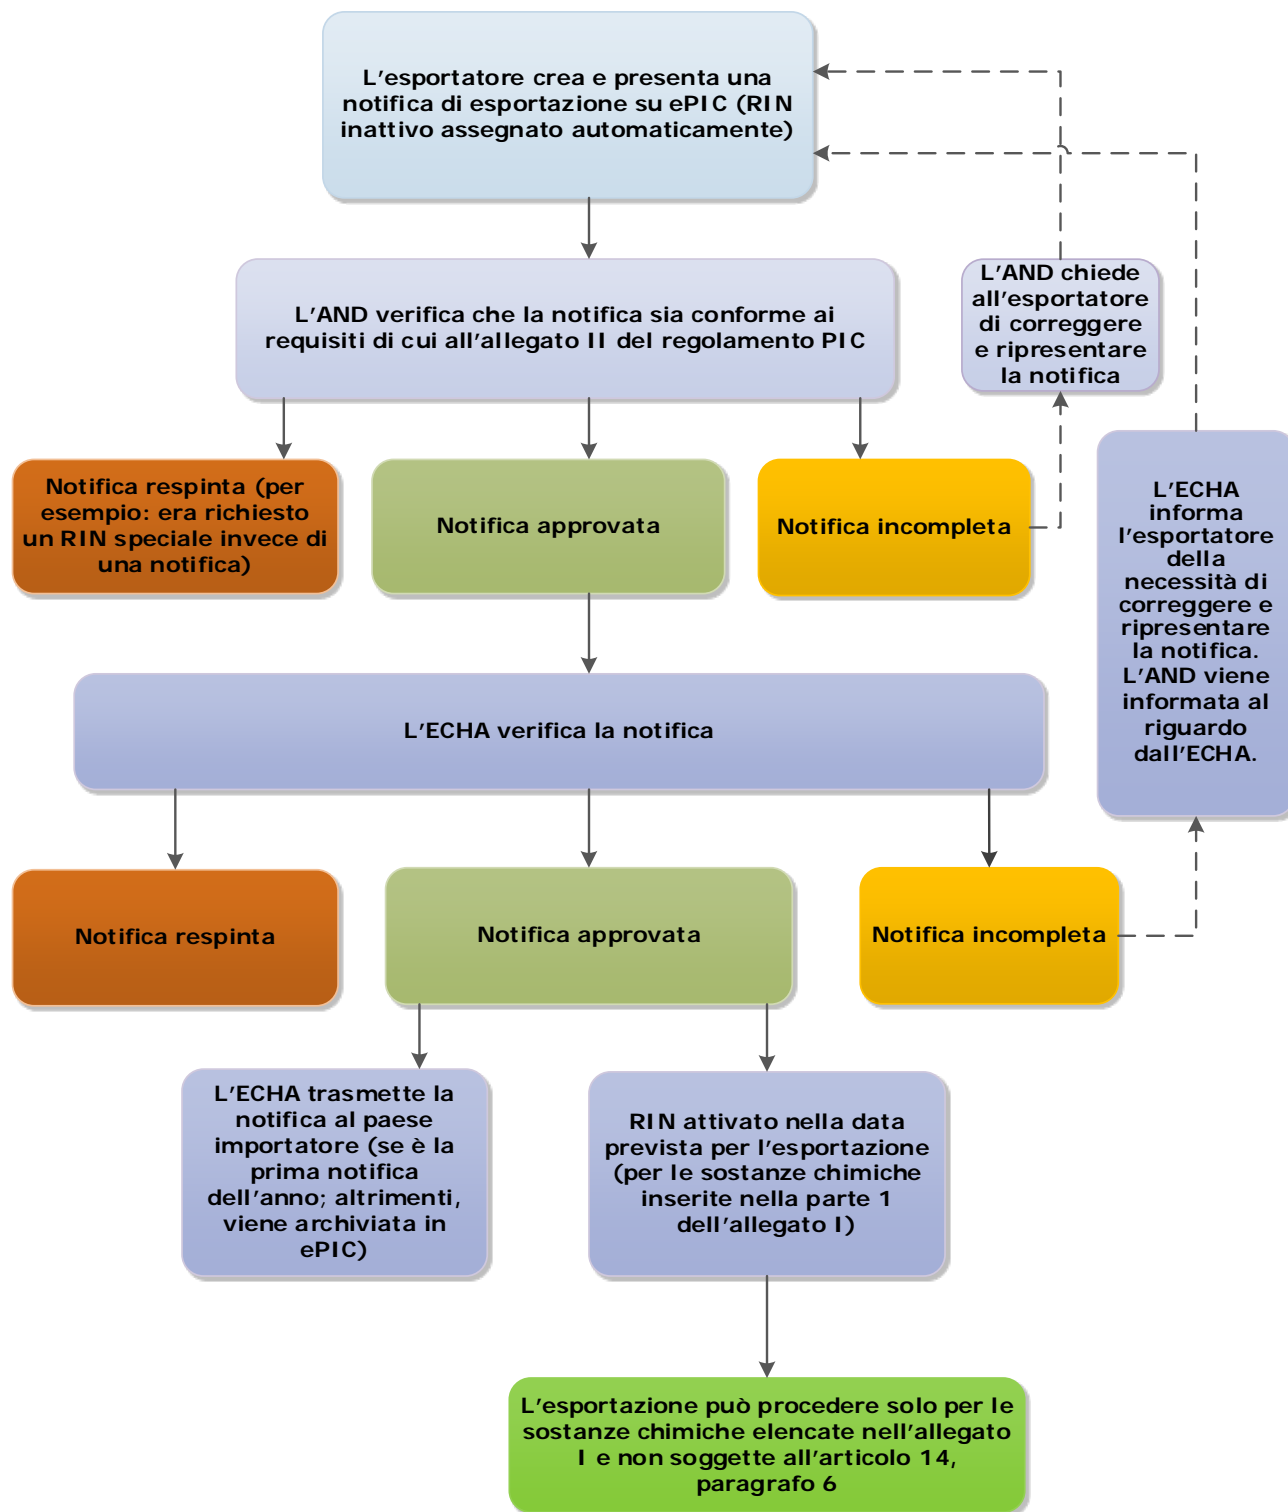 L'esportatore crea e presenta una
notifica di esportazione su ePIC (RIN
inattivo assegnato automaticamente)
L'AND verifica che la notifica sia conforme ai
requisiti di cui all'allegato II del regolamento PIC
L'AND chiede
all'esportatore
di correggere
e ripresentare
la notifica
Notifica respinta (per
esempio: era richiesto
un RIN speciale invece di
una notifica)
Notifica approvata
Notifica incompleta
L'ECHA
informa
l'esportatore
della
necessità di
correggere e
ripresentare
la notifica.
L'AND viene
informata al
riguardo
dall'ECHA.
L'ECHA verifica la notifica
Notifica respinta
Notifica approvata
Notifica incompleta
L'ECHA trasmette la
notifica al paese
importatore (se è la
prima notifica
dell'anno; altrimenti,
viene archiviata in
ePIC)
RIN attivato nella data
prevista per l'esportazione
(per le sostanze chimiche
inserite nella parte 1
dell'allegato I)
L'esportazione può procedere solo per le
sostanze chimiche elencate nell'allegato
I e non soggette all'articolo 14,
paragrafo 6